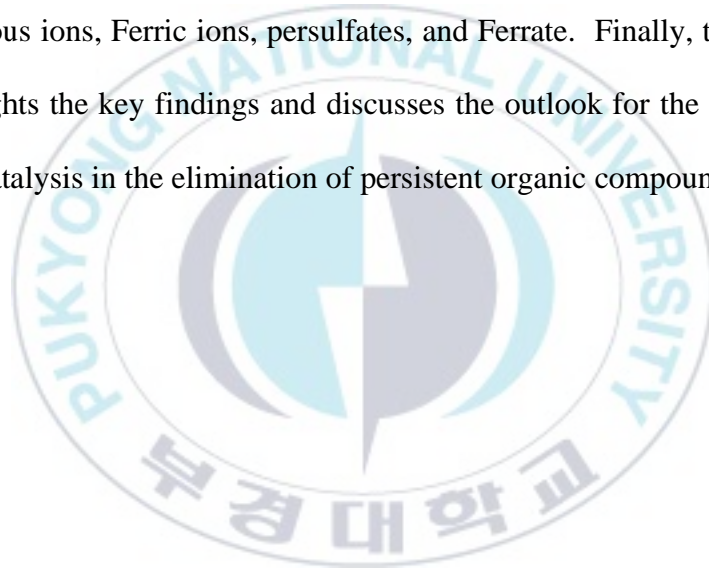 ous ions, Ferric ions, persulfates, and Ferrate. Finally, t
ghts the key findings and discusses the outlook for the
atalysis in the elimination of persistent organic compoun
PUKYONG NATIONAL UNIVERSITY
부경대학교